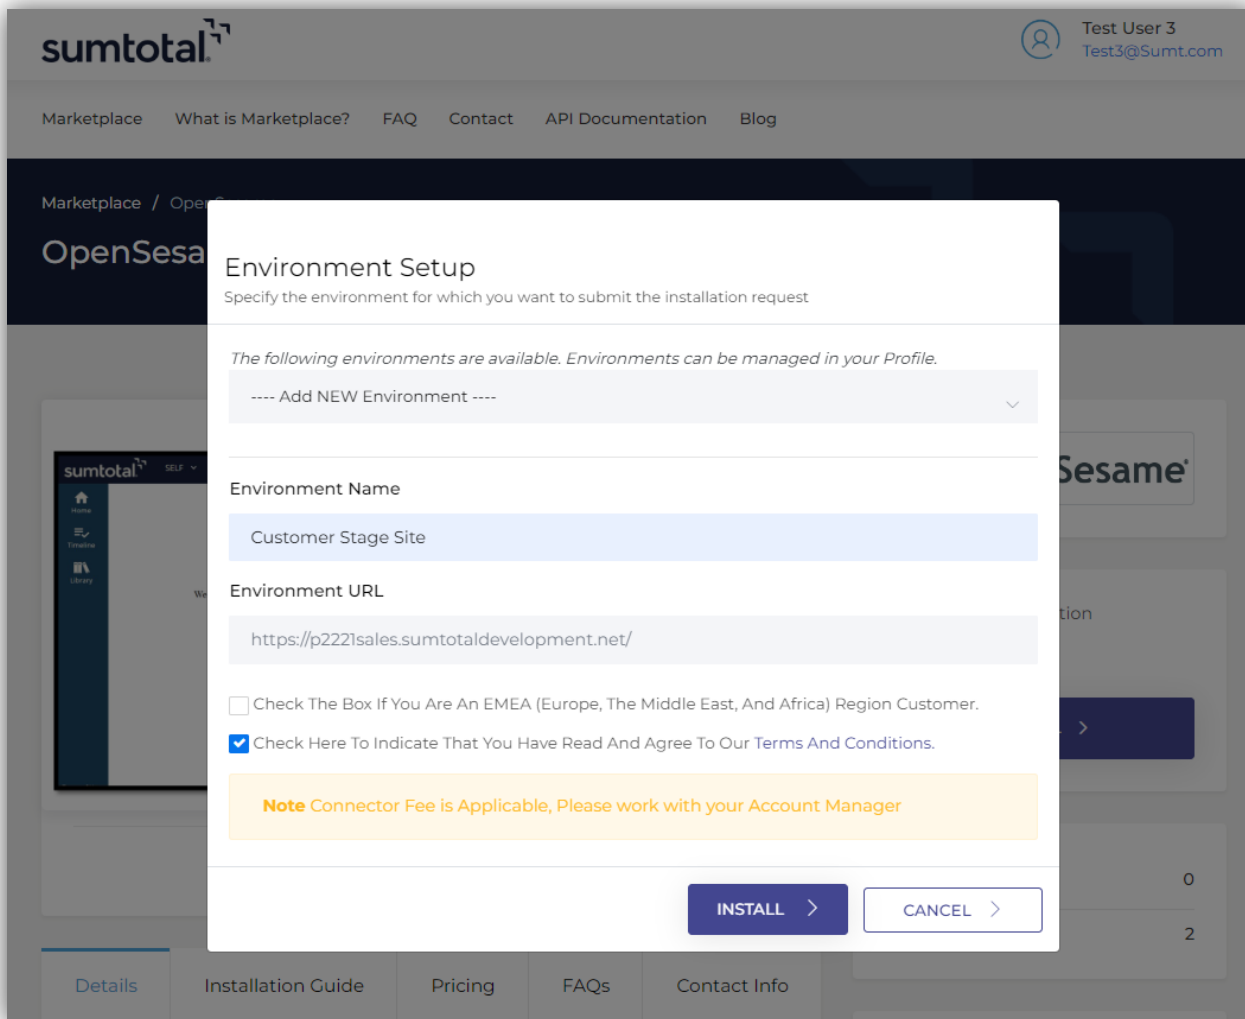 sumtotal
Test User 3
Test3@Sumt.com
Marketplace What is Marketplace? FAQ Contact API Documentation Blog
Marketplace /
OpenSesa
Environment Setup
Specify the environment for which you want to submit the installation request
The following environments are available. Environments can be managed in your Profile.
---- Add NEW Environment ----
sumtotal SELF
Home
Timeline
Library
We
Sesame
Environment Name
Customer Stage Site
Environment URL
https://p2221sales.sumtotaldevelopment.net/
tion
Check The Box If You Are An EMEA (Europe, The Middle East, And Africa) Region Customer.
Check Here To Indicate That You Have Read And Agree To Our Terms And Conditions.
Note Connector Fee is Applicable, Please work with your Account Manager
0
INSTALL CANCEL
2
Details Installation Guide Pricing FAQs Contact Info